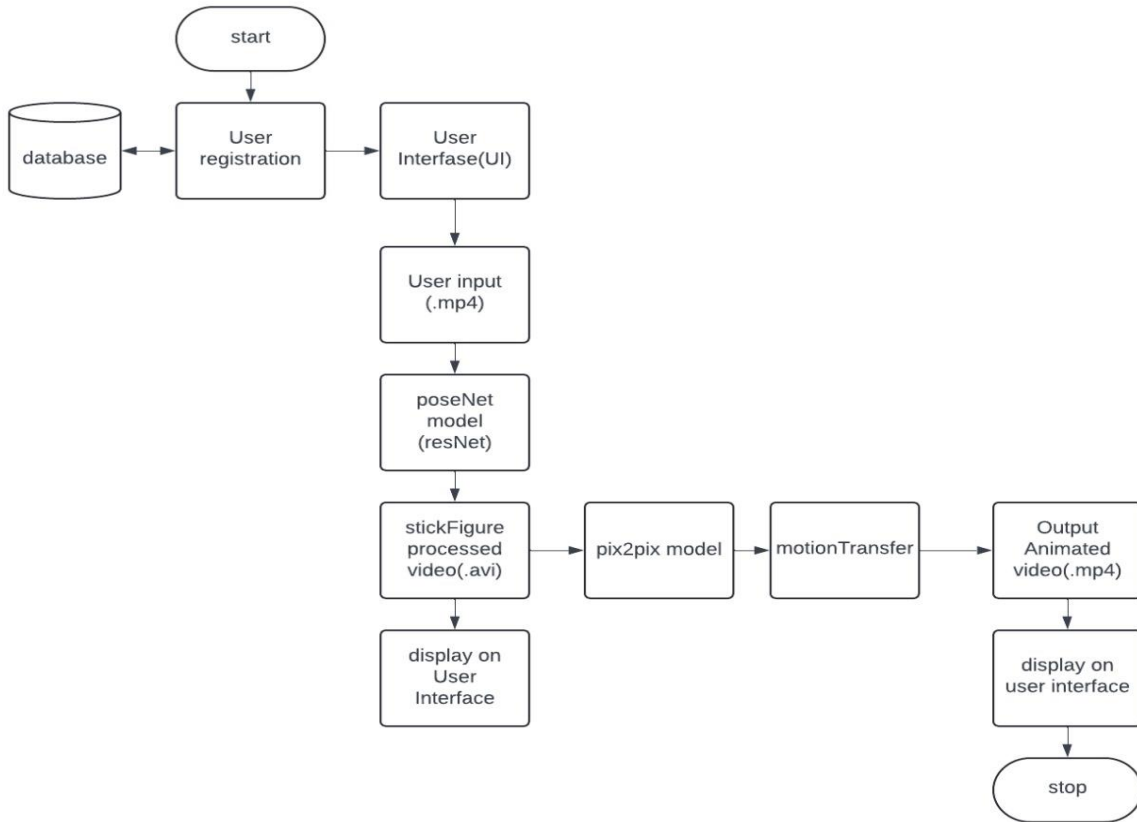 start
database
User
registration
User
Interfase(UI)
User input
(.mp4)
poseNet
model
(resNet)
stickFigure
processed
video(.avi)
pix2pix model
motionTransfer
Output
Animated
video(.mp4)
display on
User
Interface
display on
user interface
stop